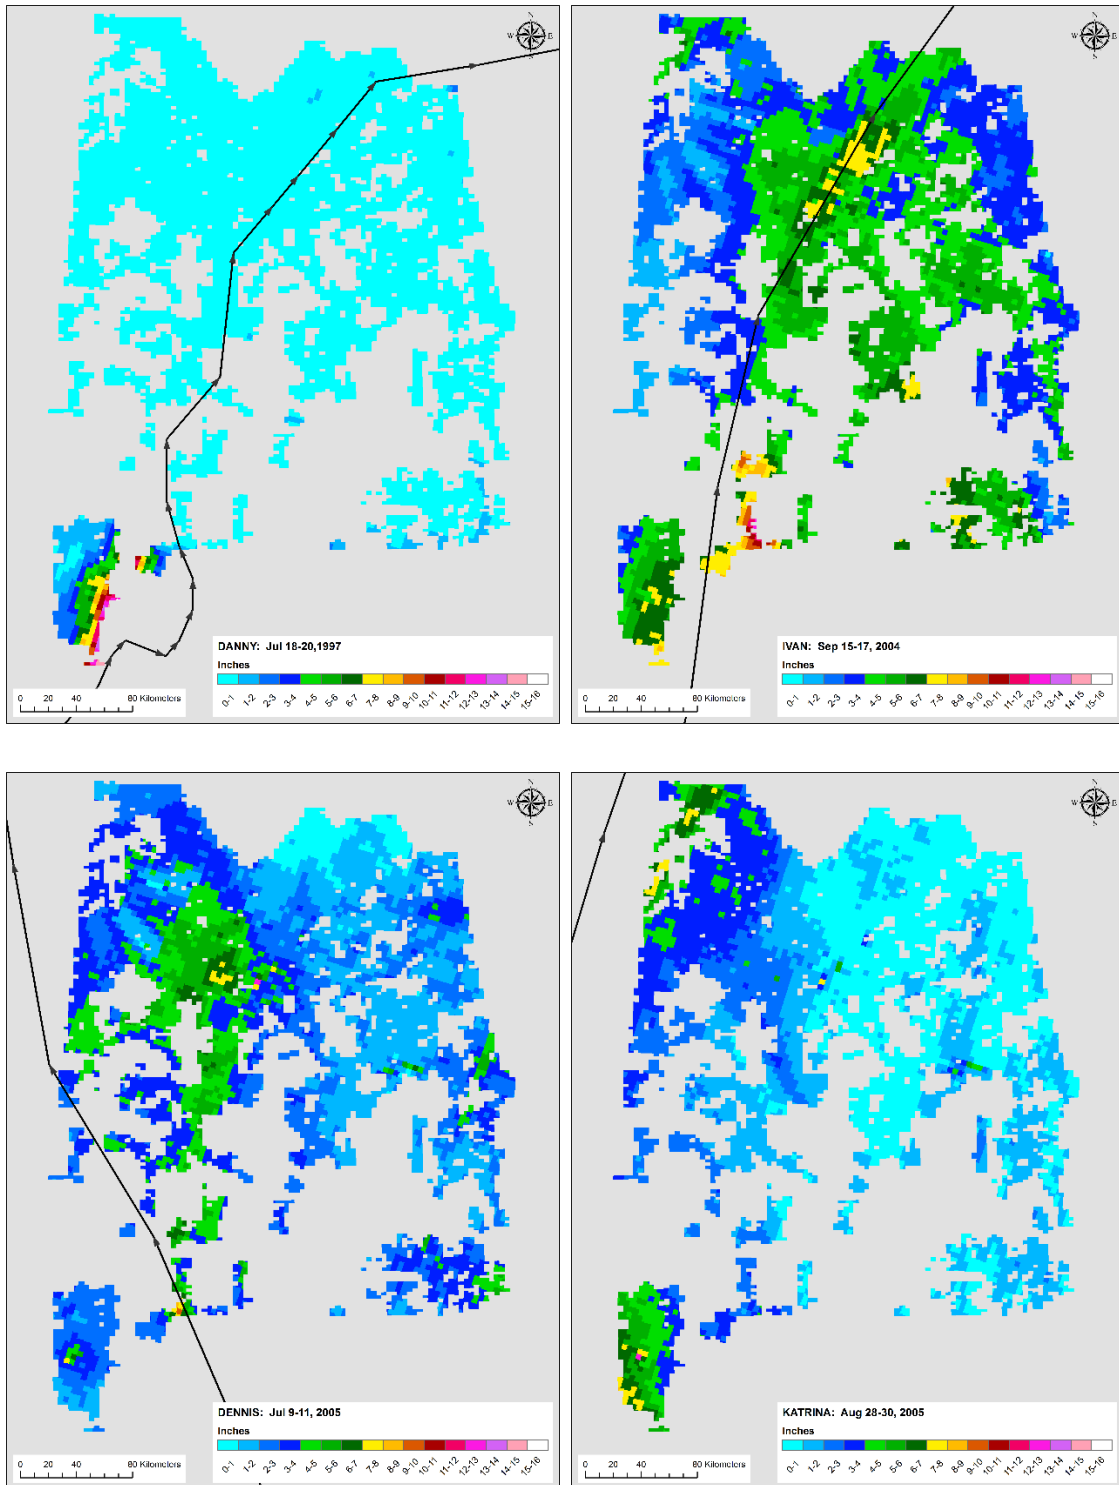 N
W E
S
DANNY: Jul 18-20,1997
Inches
0-1 1-2 2-3 3-4 4-5 5-6 6-7 7-8 8-9 9-10 10-11 11-12 12-13 13-14 14-15 15-16
0 20 40 80 Kilometers
N
W E
S
IVAN: Sep 15-17, 2004
Inches
0-1 1-2 2-3 3-4 4-5 5-6 6-7 7-8 8-9 9-10 10-11 11-12 12-13 13-14 14-15 15-16
0 20 40 80 Kilometers
N
W E
S
DENNIS: Jul 9-11, 2005
Inches
0-1 1-2 2-3 3-4 4-5 5-6 6-7 7-8 8-9 9-10 10-11 11-12 12-13 13-14 14-15 15-16
0 20 40 80 Kilometers
N
W E
S
KATRINA: Aug 28-30, 2005
Inches
0-1 1-2 2-3 3-4 4-5 5-6 6-7 7-8 8-9 9-10 10-11 11-12 12-13 13-14 14-15 15-16
0 20 40 80 Kilometers